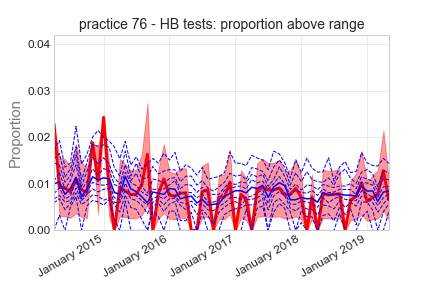 practice 76 - HB tests: proportion above range
0.04
0.03
0.02
0.01
0.00
Proportion
January 2015
January 2016
January 2017
January 2018
January 2019